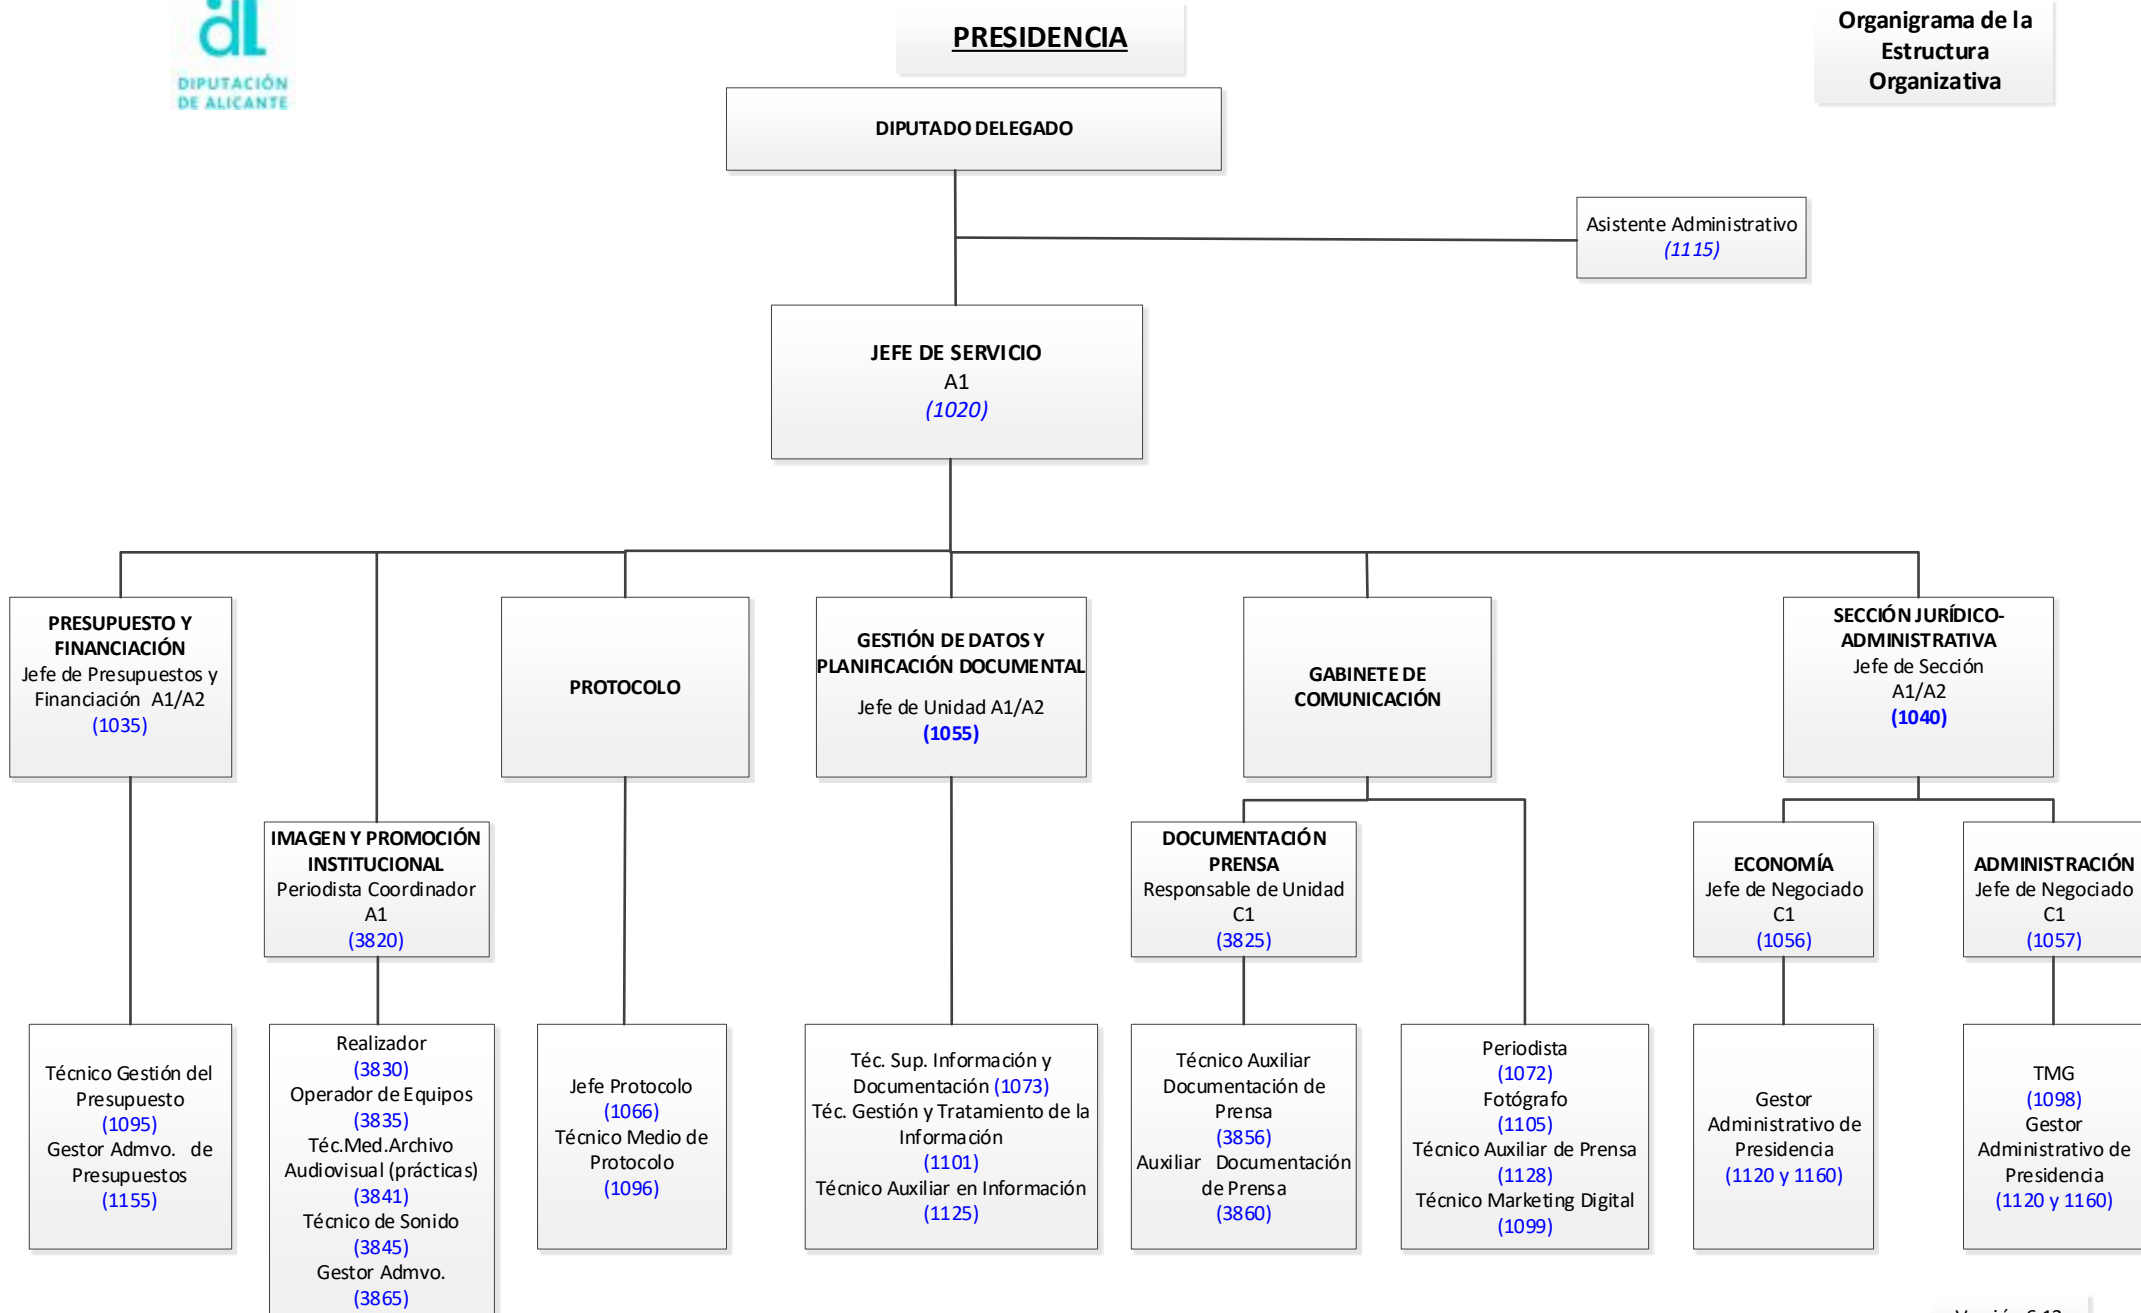 DIPUTACIÓN
DE ALICANTE
PRESIDENCIA
Organigrama de la
Estructura
Organizativa
DIPUTADO DELEGADO
Asistente Administrativo
(1115)
JEFE DE SERVICIO
A1
(1020)
PRESUPUESTO Y
FINANCIACIÓN
Jefe de Presupuestos y
Financiación A1/A2
(1035)
PROTOCOLO
GESTIÓN DE DATOS Y
PLANIFICACIÓN DOCUMENTAL
Jefe de Unidad A1/A2
(1055)
GABINETE DE
COMUNICACIÓN
SECCIÓN JURÍDICO-
ADMINISTRATIVA
Jefe de Sección
A1/A2
(1040)
IMAGEN Y PROMOCIÓN
INSTITUCIONAL
Periodista Coordinador
A1
(3820)
DOCUMENTACIÓN
PRENSA
Responsable de Unidad
C1
(3825)
ECONOMÍA
Jefe de Negociado
C1
(1056)
ADMINISTRACIÓN
Jefe de Negociado
C1
(1057)
Técnico Gestión del
Presupuesto
(1095)
Gestor Admvo. de
Presupuestos
(1155)
Realizador
(3830)
Operador de Equipos
(3835)
Téc.Med.Archivo
Audiovisual (prácticas)
(3841)
Técnico de Sonido
(3845)
Gestor Admvo.
(3865)
Jefe Protocolo
(1066)
Técnico Medio de
Protocolo
(1096)
Téc. Sup. Información y
Documentación (1073)
Téc. Gestión y Tratamiento de la
Información
(1101)
Técnico Auxiliar en Información
(1125)
Técnico Auxiliar
Documentación de
Prensa
(3856)
Auxiliar Documentación
de Prensa
(3860)
Periodista
(1072)
Fotógrafo
(1105)
Técnico Auxiliar de Prensa
(1128)
Técnico Marketing Digital
(1099)
Gestor
Administrativo de
Presidencia
(1120 y 1160)
TMG
(1098)
Gestor
Administrativo de
Presidencia
(1120 y 1160)